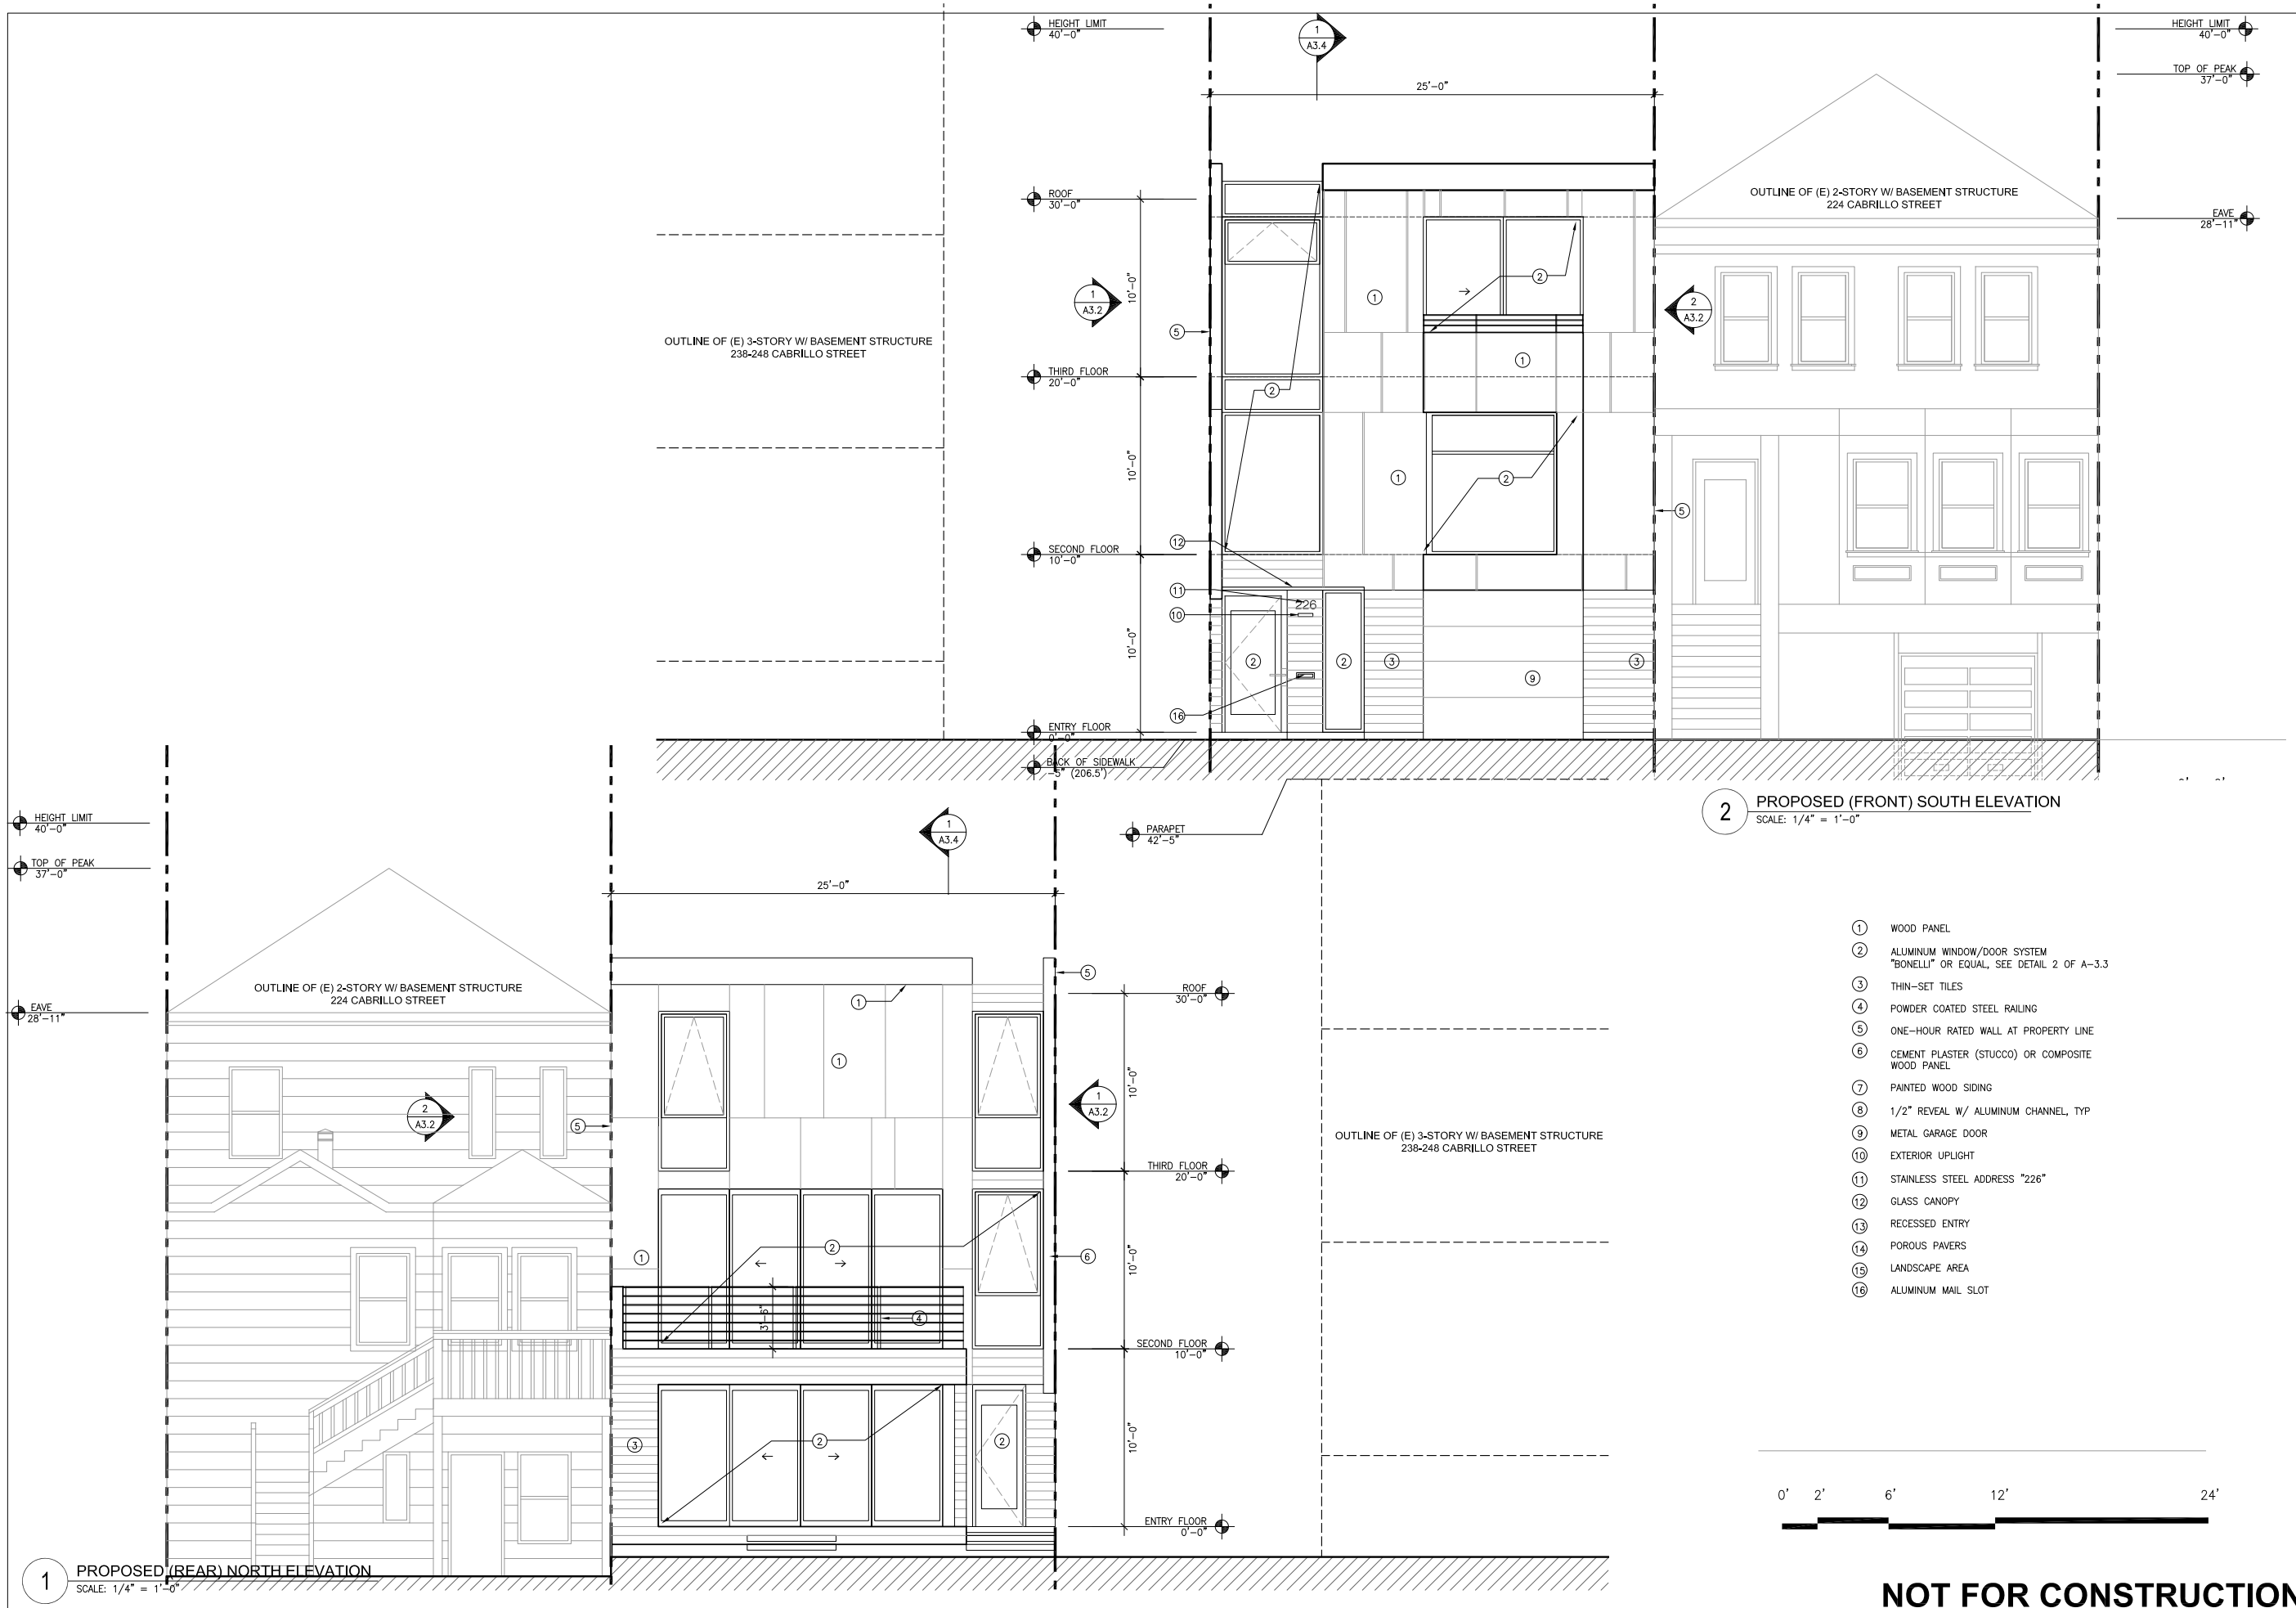 HEIGHT LIMIT
40'-0"
1
A3.4
HEIGHT LIMIT
40'-0"
TOP OF PEAK
37'-0"
25'-0"
ROOF
30'-0"
OUTLINE OF (E) 2-STORY W/ BASEMENT STRUCTURE
224 CABRILLO STREET
EAVE
28'-11"
10'-0"
1
A3.2
2
1
2
A3.2
5
OUTLINE OF (E) 3-STORY W/ BASEMENT STRUCTURE
238-248 CABRILLO STREET
1
THIRD FLOOR
20'-0"
2
10'-0"
1
2
5
12
SECOND FLOOR
10'-0"
11
226
10
10'-0"
2
2
3
3
9
16
ENTRY FLOOR
0'-0"
BACK OF SIDEWALK
-5" (206.5')
2
PROPOSED (FRONT) SOUTH ELEVATION
SCALE: 1/4" = 1'-0"
HEIGHT LIMIT
40'-0"
TOP OF PEAK
37'-0"
1
A3.4
PARAPET
42'-5"
25'-0"
OUTLINE OF (E) 2-STORY W/ BASEMENT STRUCTURE
224 CABRILLO STREET
EAVE
28'-11"
1
5
ROOF
30'-0"
1
10'-0"
2
A3.2
5
1
A3.2
OUTLINE OF (E) 3-STORY W/ BASEMENT STRUCTURE
238-248 CABRILLO STREET
THIRD FLOOR
20'-0"
1
2
6
10'-0"
3'-6"
4
SECOND FLOOR
10'-0"
3
2
2
10'-0"
ENTRY FLOOR
0'-0"
1
PROPOSED (REAR) NORTH ELEVATION
SCALE: 1/4" = 1'-0"
1 WOOD PANEL
2 ALUMINUM WINDOW/DOOR SYSTEM
"BONELLI" OR EQUAL, SEE DETAIL 2 OF A-3.3
3 THIN-SET TILES
4 POWDER COATED STEEL RAILING
5 ONE-HOUR RATED WALL AT PROPERTY LINE
6 CEMENT PLASTER (STUCCO) OR COMPOSITE
WOOD PANEL
7 PAINTED WOOD SIDING
8 1/2" REVEAL W/ ALUMINUM CHANNEL, TYP
9 METAL GARAGE DOOR
10 EXTERIOR UPLIGHT
11 STAINLESS STEEL ADDRESS "226"
12 GLASS CANOPY
13 RECESSED ENTRY
14 POROUS PAVERS
15 LANDSCAPE AREA
16 ALUMINUM MAIL SLOT
0' 2' 6' 12' 24'
NOT FOR CONSTRUCTION